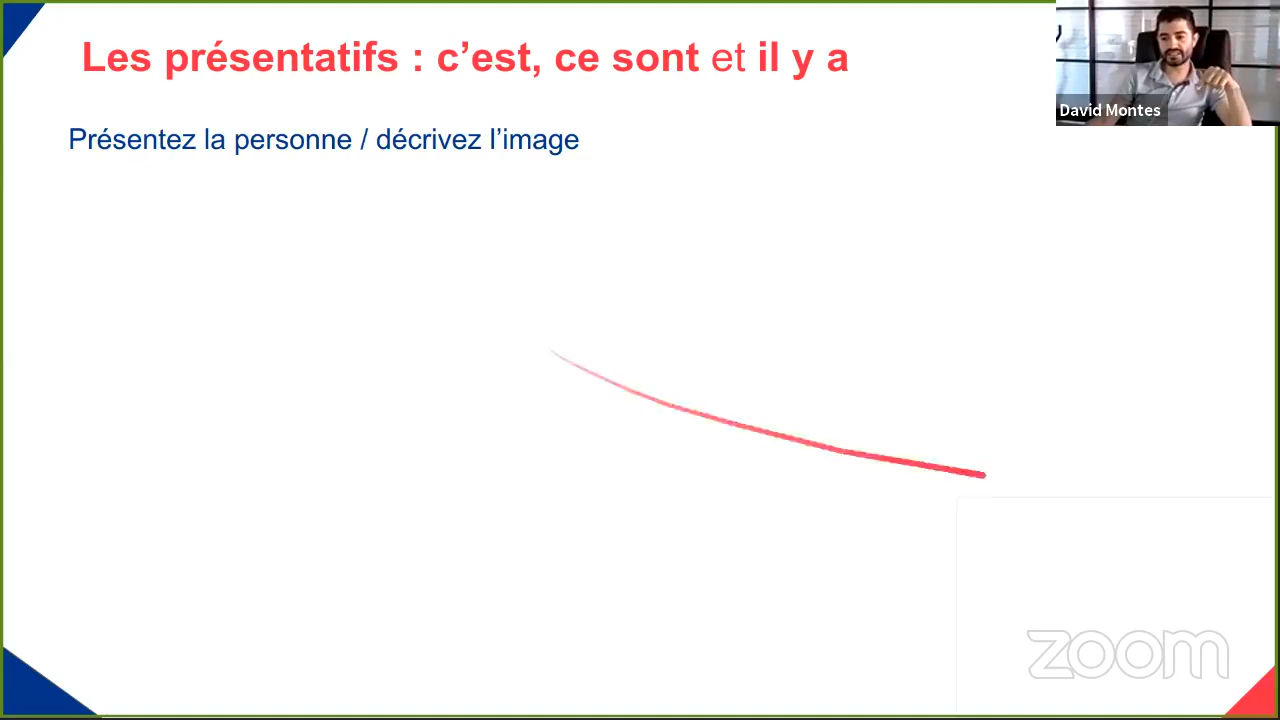 Les présentatifs : c’est, ce sont et il y a
David Montes
Présentez la personne / décrivez l’image
zoom